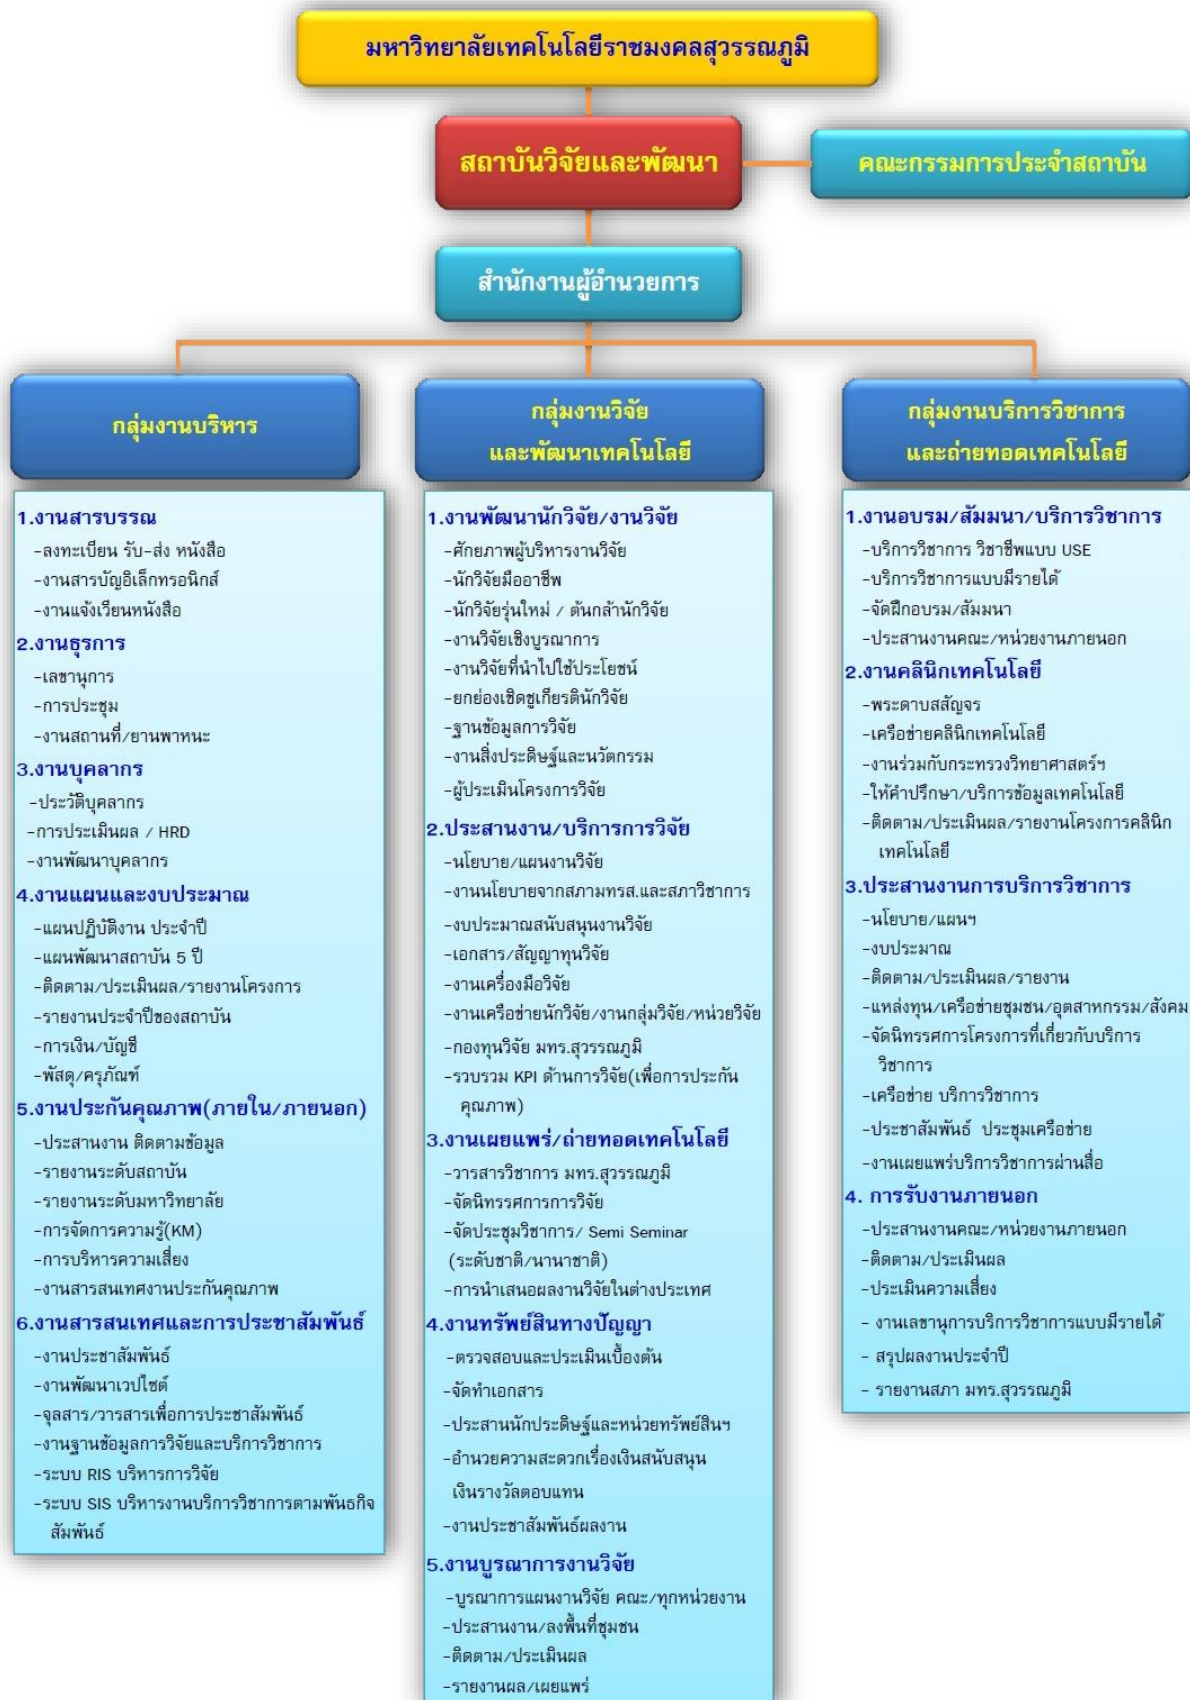 มหาวิทยาลัยเทคโนโลยีราชมงคลสุวรรณภูมิ
สถาบันวิจัยและพัฒนา
คณะกรรมการประจำสถาบัน
สำนักงานผู้อำนวยการ
กลุ่มงานบริหาร
1.งานสารบรรณ
-ลงทะเบียน รับ-ส่ง หนังสือ
-งานสารบัญอิเล็กทรอนิกส์
-งานแจ้งเวียนหนังสือ
2.งานธุรการ
-เลขานุการ
-การประชุม
-งานสถานที่/ยานพาหนะ
3.งานบุคลากร
-ประวัติบุคลากร
-การประเมินผล / HRD
-งานพัฒนาบุคลากร
4.งานแผนและงบประมาณ
-แผนปฏิบัติงาน ประจำปี
-แผนพัฒนาสถาบัน 5 ปี
-ติดตาม/ประเมินผล/รายงานโครงการ
-รายงานประจำปีของสถาบัน
-การเงิน/บัญชี
-พัสดุ/ครุภัณฑ์
5.งานประกันคุณภาพ(ภายใน/ภายนอก)
-ประสานงาน ติดตามข้อมูล
-รายงานระดับสถาบัน
-รายงานระดับมหาวิทยาลัย
-การจัดการความรู้(KM)
-การบริหารความเสี่ยง
-งานสารสนเทศงานประกันคุณภาพ
6.งานสารสนเทศและการประชาสัมพันธ์
-งานประชาสัมพันธ์
-งานพัฒนาเวปไซต์
-จุลสาร/วารสารเพื่อการประชาสัมพันธ์
-งานฐานข้อมูลการวิจัยและบริการวิชาการ
-ระบบ RIS บริหารการวิจัย
-ระบบ SIS บริหารงานบริการวิชาการตามพันธกิจ
สัมพันธ์
กลุ่มงานวิจัย
และพัฒนาเทคโนโลยี
1.งานพัฒนานักวิจัย/งานวิจัย
-ศักยภาพผู้บริหารงานวิจัย
-นักวิจัยมืออาชีพ
-นักวิจัยรุ่นใหม่ / ต้นกล้านักวิจัย
-งานวิจัยเชิงบูรณาการ
-งานวิจัยที่นำไปใช้ประโยชน์
-ยกย่องเชิดชูเกียรตินักวิจัย
-ฐานข้อมูลการวิจัย
-งานสิ่งประดิษฐ์และนวัตกรรม
-ผู้ประเมินโครงการวิจัย
2.ประสานงาน/บริการการวิจัย
-นโยบาย/แผนงานวิจัย
-งานนโยบายจากสภามทรส.และสภาวิชาการ
-งบประมาณสนับสนุนงานวิจัย
-เอกสาร/สัญญาทุนวิจัย
-งานเครื่องมือวิจัย
-งานเครือข่ายนักวิจัย/งานกลุ่มวิจัย/หน่วยวิจัย
-กองทุนวิจัย มทร.สุวรรณภูมิ
-รวบรวม KPI ด้านการวิจัย(เพื่อการประกัน
คุณภาพ)
3.งานเผยแพร่/ถ่ายทอดเทคโนโลยี
-วารสารวิชาการ มทร.สุวรรณภูมิ
-จัดนิทรรศการการวิจัย
-จัดประชุมวิชาการ/ Semi Seminar
(ระดับชาติ/นานาชาติ)
-การนำเสนอผลงานวิจัยในต่างประเทศ
4.งานทรัพย์สินทางปัญญา
-ตรวจสอบและประเมินเบื้องต้น
-จัดทำเอกสาร
-ประสานนักประดิษฐ์และหน่วยทรัพย์สินฯ
-อำนวยความสะดวกเรื่องเงินสนับสนุน
เงินรางวัลตอบแทน
-งานประชาสัมพันธ์ผลงาน
5.งานบูรณาการงานวิจัย
-บูรณาการแผนงานวิจัย คณะ/ทุกหน่วยงาน
-ประสานงาน/ลงพื้นที่ชุมชน
-ติดตาม/ประเมินผล
-รายงานผล/เผยแพร่
กลุ่มงานบริการวิชาการ
และถ่ายทอดเทคโนโลยี
1.งานอบรม/สัมมนา/บริการวิชาการ
-บริการวิชาการ วิชาชีพแบบ USE
-บริการวิชาการแบบมีรายได้
-จัดฝึกอบรม/สัมมนา
-ประสานงานคณะ/หน่วยงานภายนอก
2.งานคลินิกเทคโนโลยี
-พระดาบสสัญจร
-เครือข่ายคลินิกเทคโนโลยี
-งานร่วมกับกระทรวงวิทยาศาสตร์ฯ
-ให้คำปรึกษา/บริการข้อมูลเทคโนโลยี
-ติดตาม/ประเมินผล/รายงานโครงการคลินิก
เทคโนโลยี
3.ประสานงานการบริการวิชาการ
-นโยบาย/แผนฯ
-งบประมาณ
-ติดตาม/ประเมินผล/รายงาน
-แหล่งทุน/เครือข่ายชุมชน/อุตสาหกรรม/สังคม
-จัดนิทรรศการโครงการที่เกี่ยวกับบริการ
วิชาการ
-เครือข่าย บริการวิชาการ
-ประชาสัมพันธ์ ประชุมเครือข่าย
-งานเผยแพร่บริการวิชาการผ่านสื่อ
4. การรับงานภายนอก
-ประสานงานคณะ/หน่วยงานภายนอก
-ติดตาม/ประเมินผล
-ประเมินความเสี่ยง
- งานเลขานุการบริการวิชาการแบบมีรายได้
- สรุปผลงานประจำปี
- รายงานสภา มทร.สุวรรณภูมิ